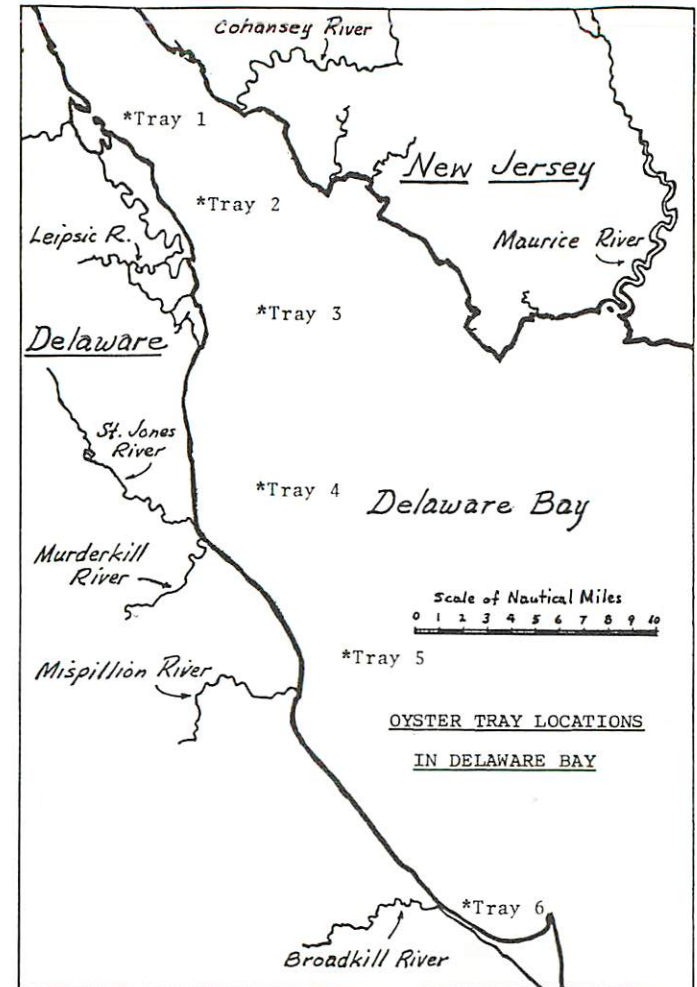 Cohansey River
*Tray 1
New Jersey
*Tray 2
Leipsic R.
Maurice River
*Tray 3
Delaware
St. Jones
River
*Tray 4
Delaware Bay
Murderkill
River
Scale of Nautical Miles
0 1 2 3 4 5 6 7 8 9 10
*Tray 5
Mispillion River
OYSTER TRAY LOCATIONS
IN DELAWARE BAY
*Tray 6
Broadkill River